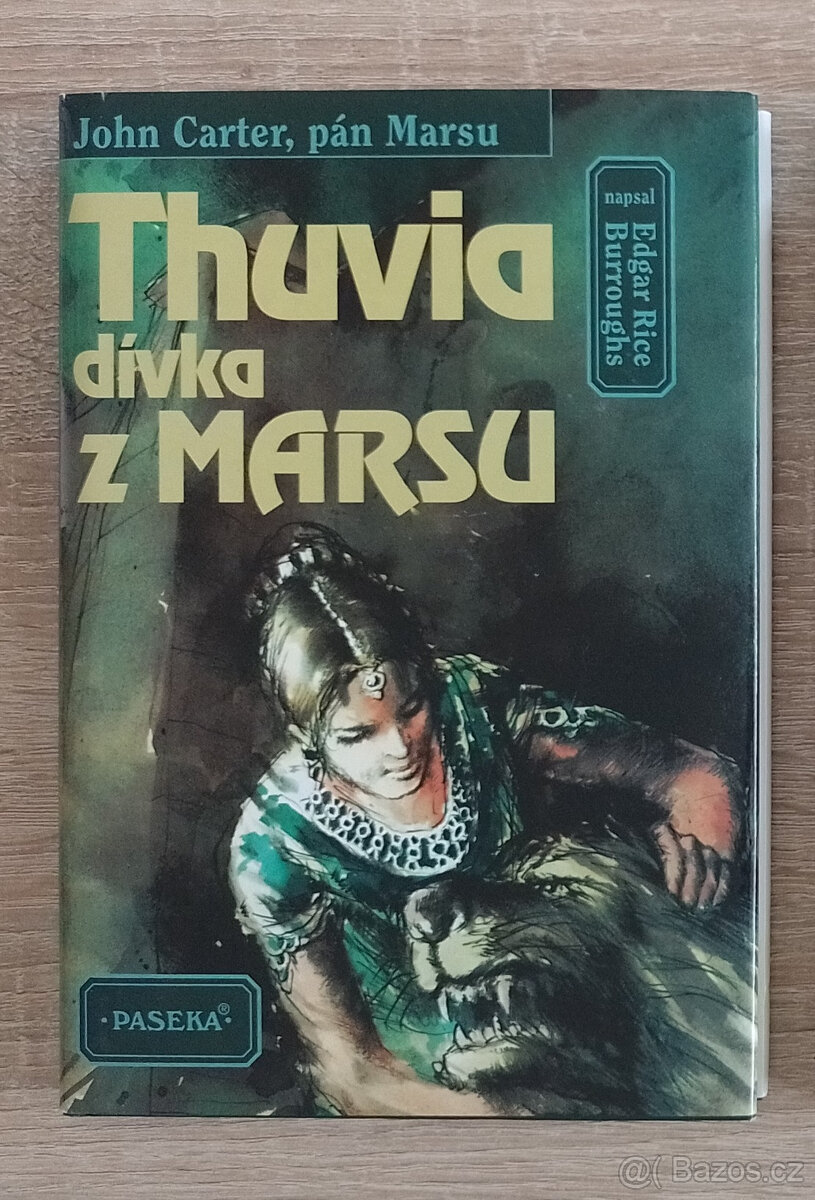 John Carter, pán Marsu
Thuvia
dívka
z MARSU
napsal
Edgar Rice
Burroughs
·PASEKA®·
@( Bazos.cz